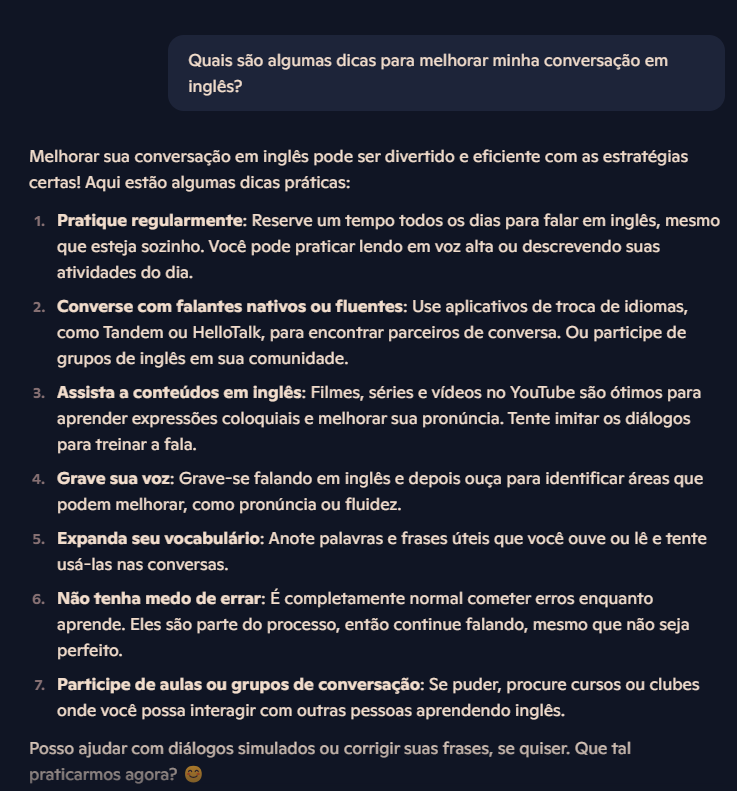 Quais são algumas dicas para melhorar minha conversação em
inglês?
Melhorar sua conversação em inglês pode ser divertido e eficiente com as estratégias
certas! Aqui estão algumas dicas práticas:
1. Pratique regularmente: Reserve um tempo todos os dias para falar em inglês, mesmo
que esteja sozinho. Você pode praticar lendo em voz alta ou descrevendo suas
atividades do dia.
2. Converse com falantes nativos ou fluentes: Use aplicativos de troca de idiomas,
como Tandem ou HelloTalk, para encontrar parceiros de conversa. Ou participe de
grupos de inglês em sua comunidade.
3. Assista a conteúdos em inglês: Filmes, séries e vídeos no YouTube são ótimos para
aprender expressões coloquiais e melhorar sua pronúncia. Tente imitar os diálogos
para treinar a fala.
4. Grave sua voz: Grave-se falando em inglês e depois ouça para identificar áreas que
podem melhorar, como pronúncia ou fluidez.
5. Expanda seu vocabulário: Anote palavras e frases úteis que você ouve ou lê e tente
usá-las nas conversas.
6. Não tenha medo de errar: É completamente normal cometer erros enquanto
aprende. Eles são parte do processo, então continue falando, mesmo que não seja
perfeito.
7. Participe de aulas ou grupos de conversação: Se puder, procure cursos ou clubes
onde você possa interagir com outras pessoas aprendendo inglês.
Posso ajudar com diálogos simulados ou corrigir suas frases, se quiser. Que tal
praticarmos agora? 😊